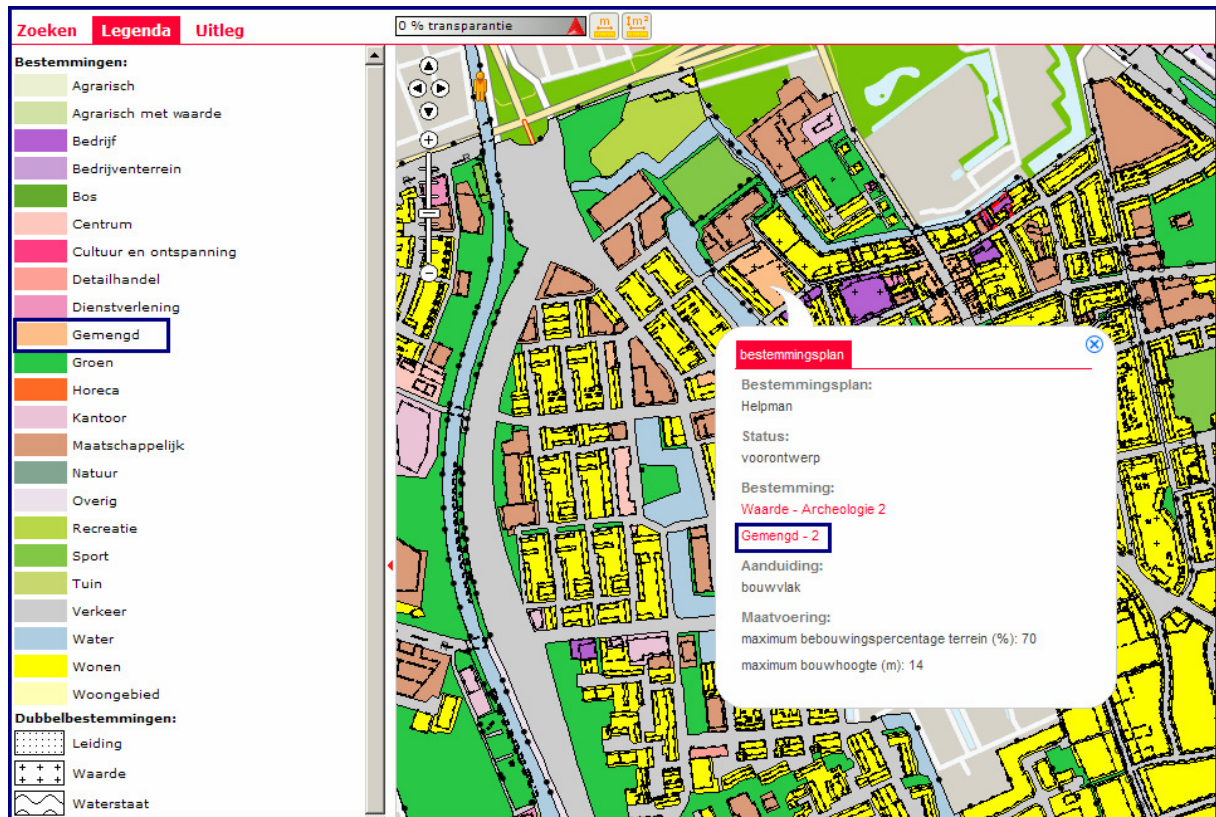 Zoeken Legenda Uitleg
0 % transparantie m 1m²
Bestemmingen:
Agrarisch
Agrarisch met waarde
Bedrijf
Bedrijventerrein
Bos
Centrum
Cultuur en ontspanning
Detailhandel
Dienstverlening
Gemengd
Groen
Horeca
Kantoor
Maatschappelijk
Natuur
Overig
Recreatie
Sport
Tuin
Verkeer
Water
Wonen
Woongebied
Dubbelbestemmingen:
Leiding
Waarde
Waterstaat
bestemmingsplan
Bestemmingsplan:
Helpman
Status:
voorontwerp
Bestemming:
Waarde - Archeologie 2
Gemengd - 2
Aanduiding:
bouwvlak
Maatvoering:
maximum bebouwingspercentage terrein (%): 70
maximum bouwhoogte (m): 14